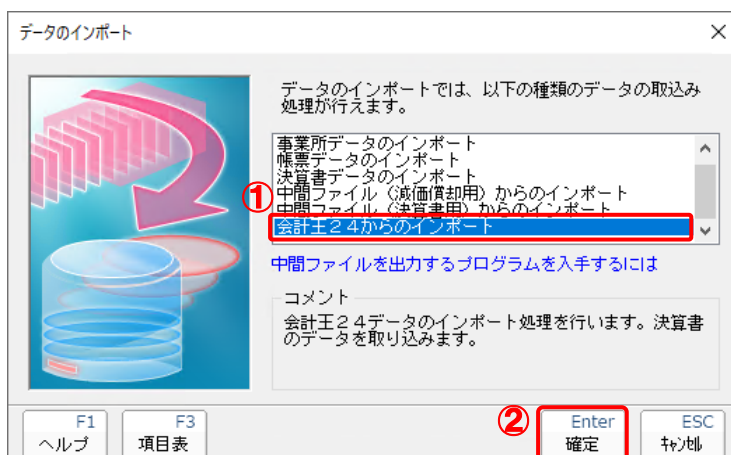 データのインポート
データのインポートでは、以下の種類のデータの取込み
処理が行えます。
事業所データのインポート
帳票データのインポート
決算書データのインポート
中間ファイル（減価償却用）からのインポート
中間ファイル（決算書用）からのインポート
①
会計王２４からのインポート
中間ファイルを出力するプログラムを入手するには
コメント
会計王２４データのインポート処理を行います。決算書
のデータを取り込みます。
F1
ヘルプ
F3
項目表
②
Enter
確定
ESC
ｷｬﾝｾﾙ